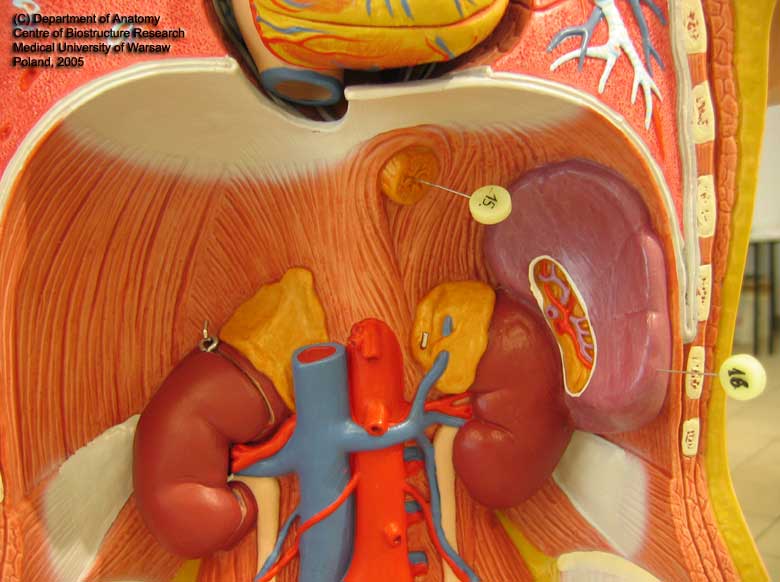 (C) Department of Anatomy
Centre of Biostructure Research
Medical University of Warsaw
Poland, 2005
15.
16